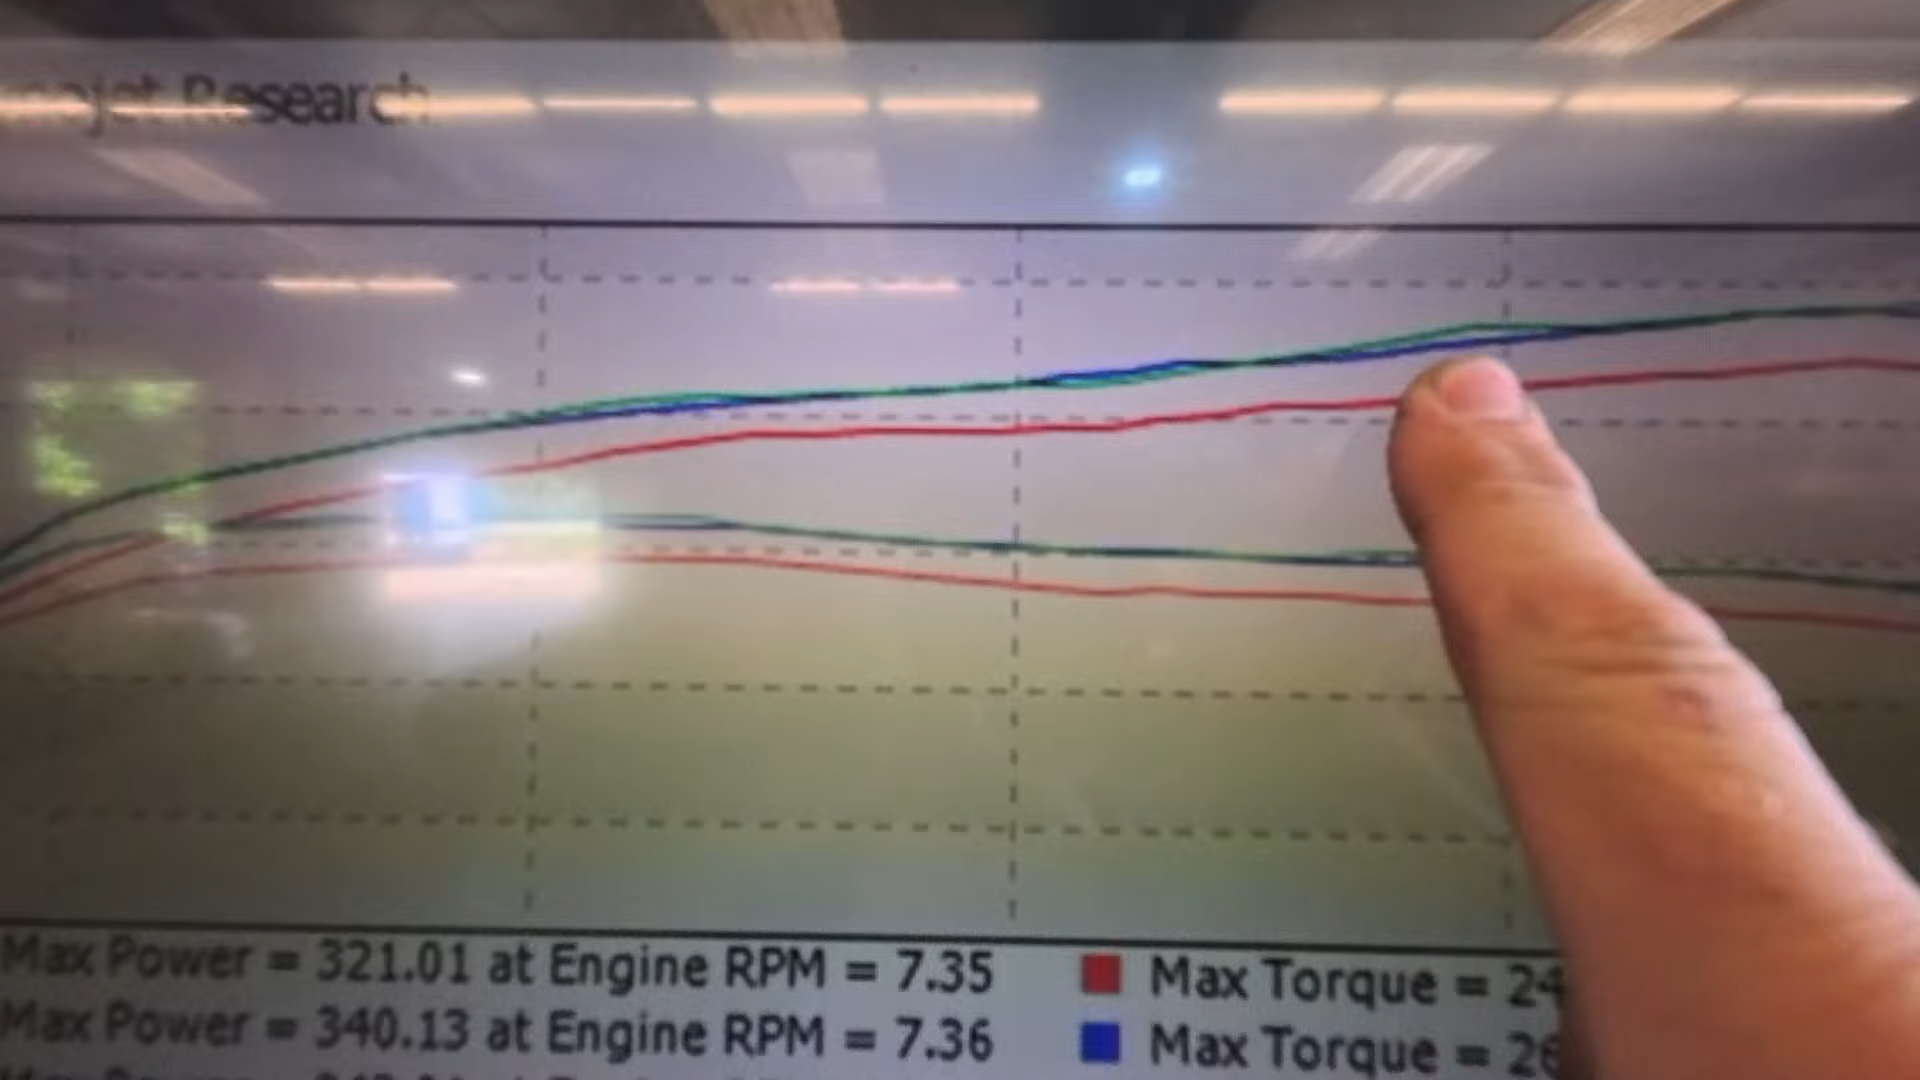 Research
Max Power = 321.01 at Engine RPM = 7.35 Max Torque =
Max Power = 340.13 at Engine RPM = 7.36 Max Torque =